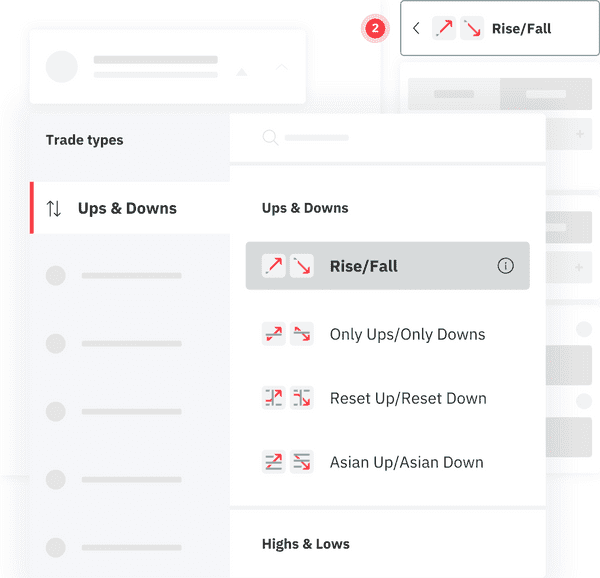 2
Rise/Fall
Trade types
Ups & Downs
Ups & Downs
Rise/Fall
Only Ups/Only Downs
Reset Up/Reset Down
Asian Up/Asian Down
Highs & Lows